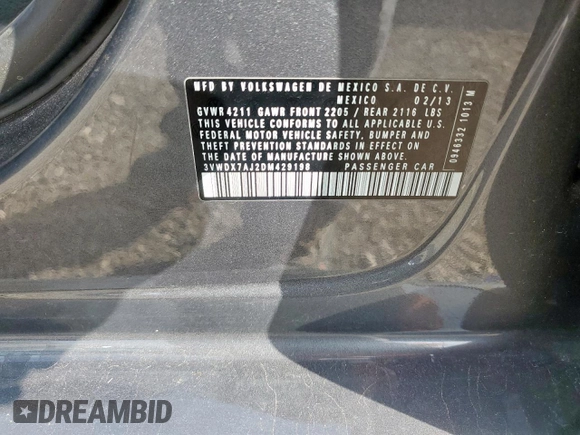 MFD BY VOLKSWAGEN DE MEXICO S.A. DE C.V.
MEXICO 02/13
GVWR 4211 GAWR FRONT 2205 / REAR 2116 LBS
THIS VEHICLE CONFORMS TO ALL APPLICABLE U.S.
FEDERAL MOTOR VEHICLE SAFETY, BUMPER AND
THEFT PREVENTION STANDARDS IN EFFECT ON
THE DATE OF MANUFACTURE SHOWN ABOVE.
3VWDX7AJ2DM429198 PASSENGER CAR
0946332 1013 M
DREAMBID